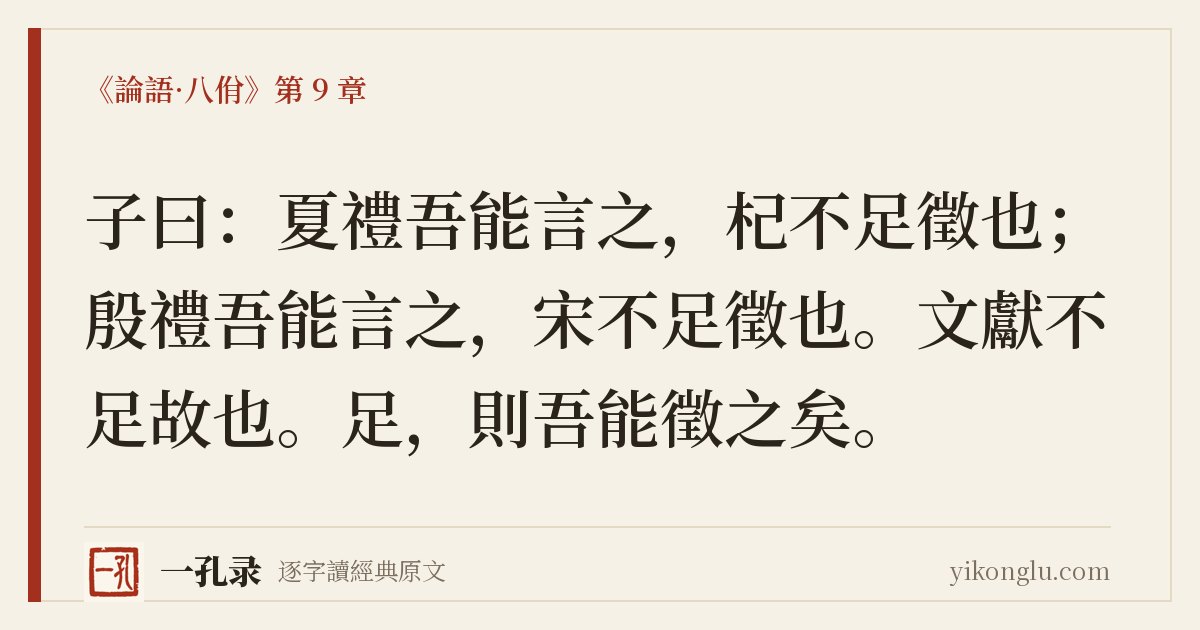 《論語·八佾》第 9 章
子曰：夏禮吾能言之，杞不足徵也；
殷禮吾能言之，宋不足徵也。文獻不
足故也。足，則吾能徵之矣。
一孔
一孔录 逐字讀經典原文
yikonglu.com